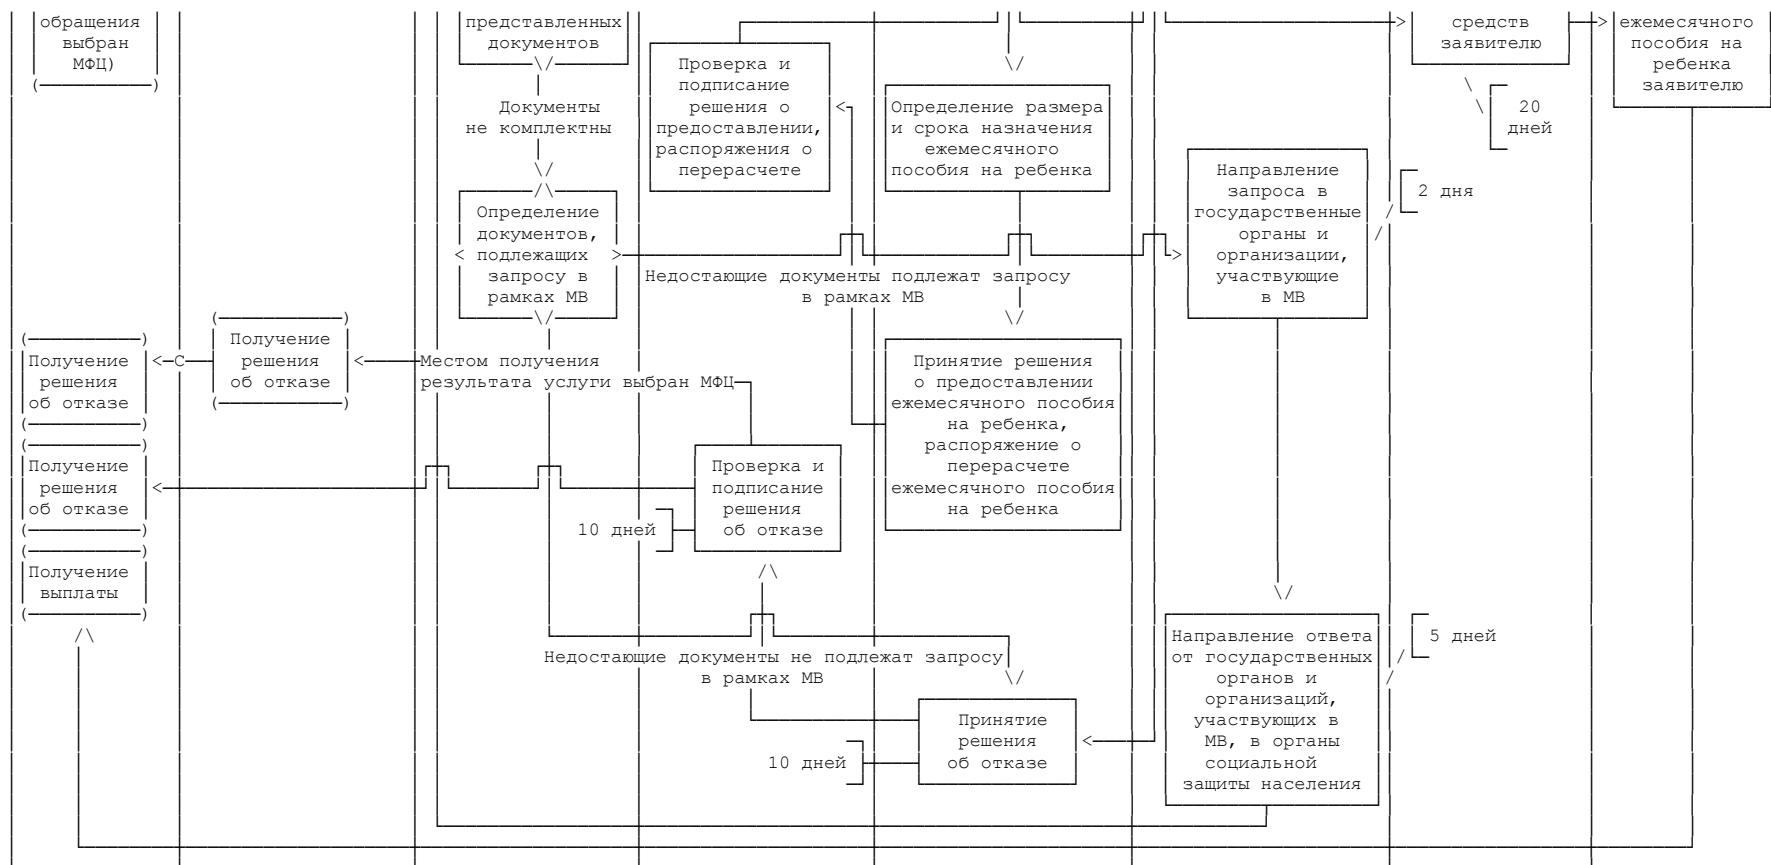 обращения
выбран
МФЦ)
представленных
документов
Проверка и
подписание
решения о
предоставлении,
распоряжения о
перерасчете
средств
заявителю
ежемесячного
пособия на
ребенка
заявителю
20
дней
Документы
не комплектны
Определение размера
и срока назначения
ежемесячного
пособия на ребенка
Направление
запроса в
государственные
органы и
организации,
участвующие
в МВ
2 дня
Определение
документов,
подлежащих
запросу в
рамках МВ
Недостающие документы подлежат запросу
в рамках МВ
Получение
решения
об отказе
С
Получение
решения
об отказе
Местом получения
результата услуги выбран МФЦ
Принятие решения
о предоставлении
ежемесячного пособия
на ребенка,
распоряжение о
перерасчете
ежемесячного пособия
на ребенка
Получение
решения
об отказе
Проверка и
подписание
решения
об отказе
10 дней
Получение
выплаты
Недостающие документы не подлежат запросу
в рамках МВ
Направление ответа
от государственных
органов и
организаций,
участвующих в
МВ, в органы
социальной
защиты населения
5 дней
Принятие
решения
об отказе
10 дней